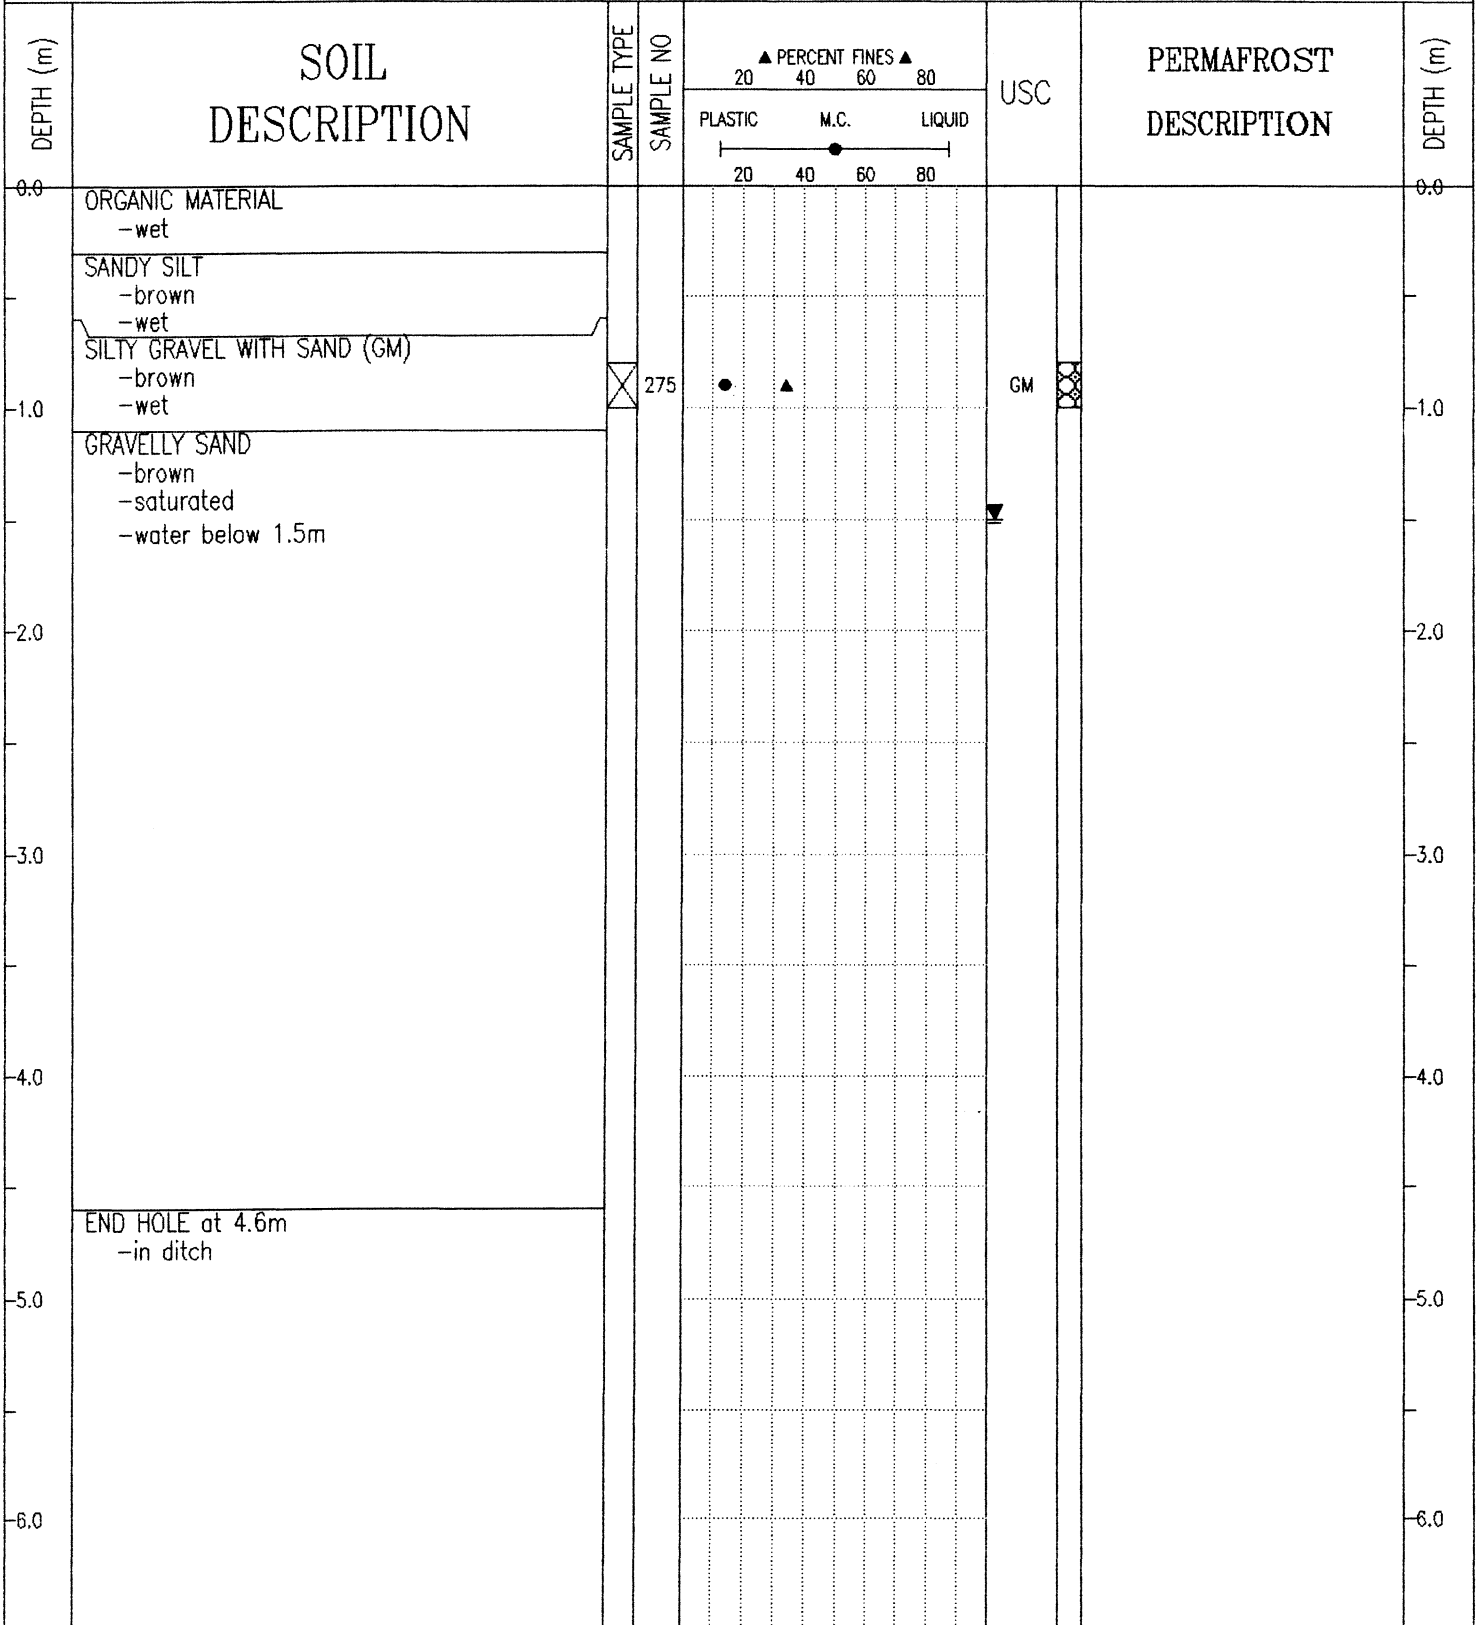 DEPTH (m)
SOIL
DESCRIPTION
SAMPLE TYPE
SAMPLE NO
▲ PERCENT FINES ▲
20 40 60 80
PLASTIC M.C. LIQUID
20 40 60 80
USC
PERMAFROST
DESCRIPTION
DEPTH (m)
0.0 0.0
ORGANIC MATERIAL
-wet
SANDY SILT
-brown
-wet
SILTY GRAVEL WITH SAND (GM)
-brown
275 GM
-wet
1.0 1.0
GRAVELLY SAND
-brown
-saturated
-water below 1.5m
2.0 2.0
3.0 3.0
4.0 4.0
END HOLE at 4.6m
-in ditch
5.0 5.0
6.0 6.0